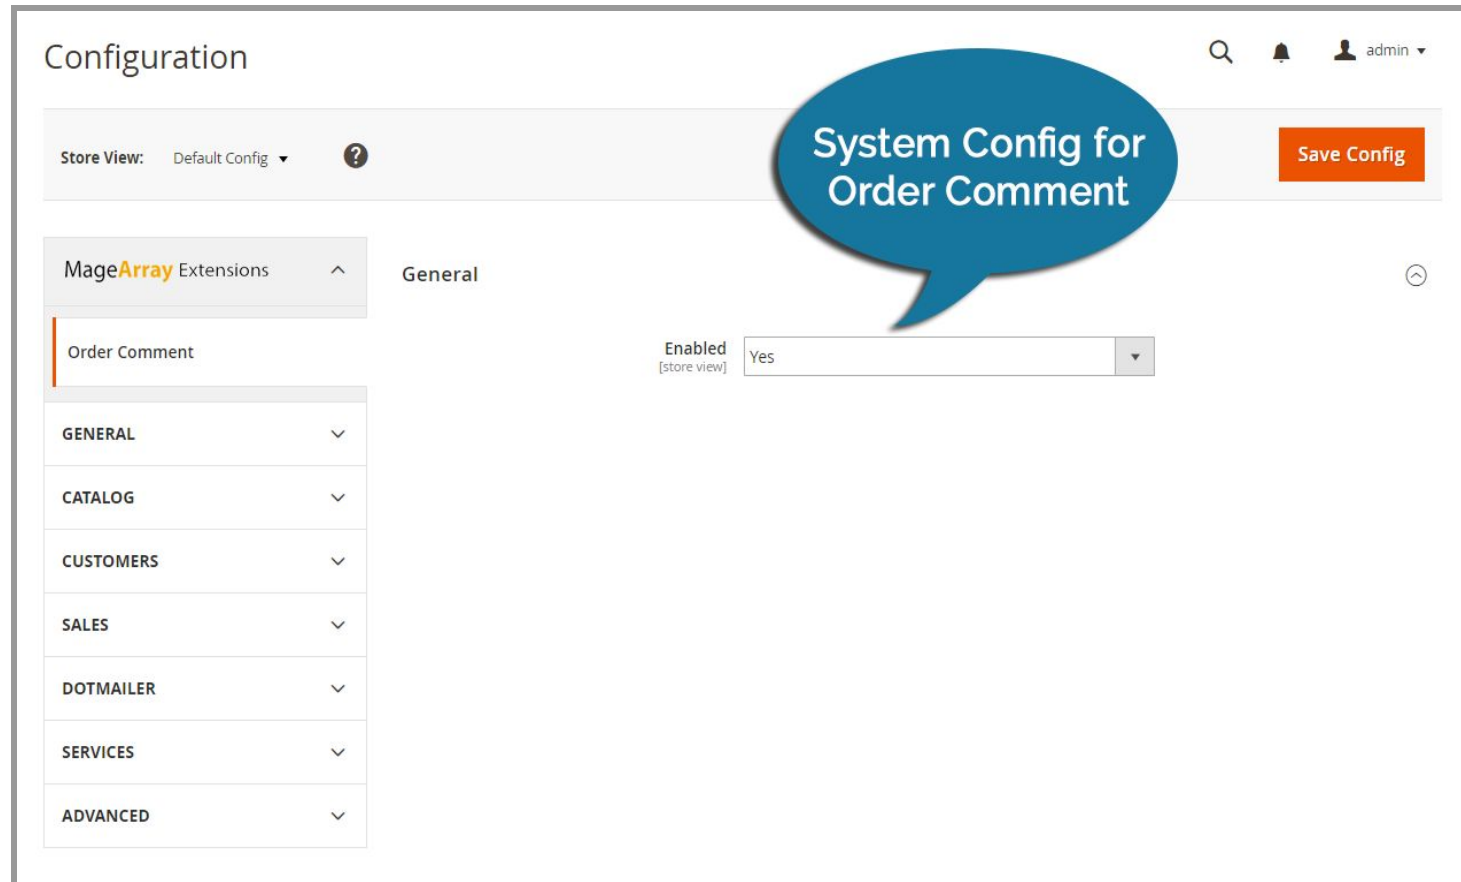 Configuration
admin
System Config for
Order Comment
Store View: Default Config
?
Save Config
MageArray Extensions
General
Order Comment
Enabled
[store view]
Yes
GENERAL
CATALOG
CUSTOMERS
SALES
DOTMAILER
SERVICES
ADVANCED